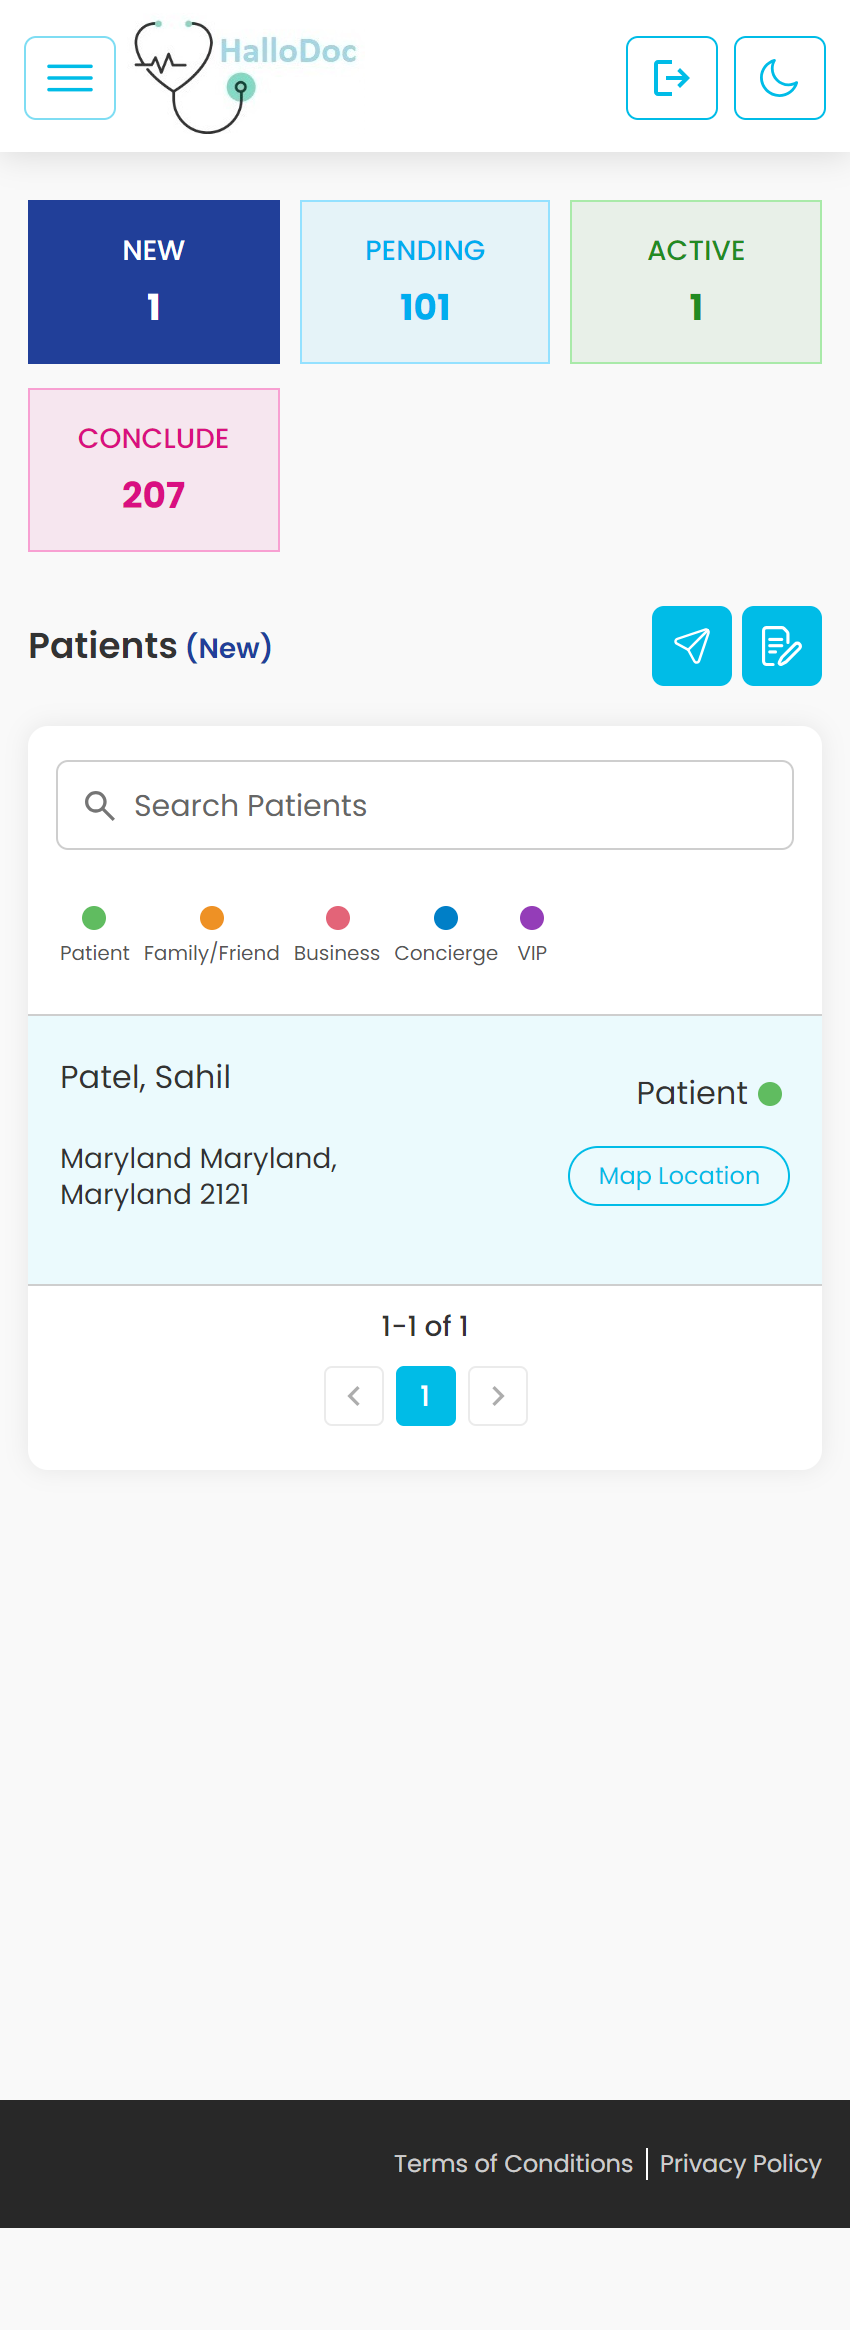 HalloDoc
NEW
1
PENDING
101
ACTIVE
1
CONCLUDE
207
Patients (New)
Search Patients
Patient
Family/Friend
Business
Concierge
VIP
Patel, Sahil
Patient
Maryland Maryland,
Maryland 2121
Map Location
1-1 of 1
1
Terms of Conditions | Privacy Policy